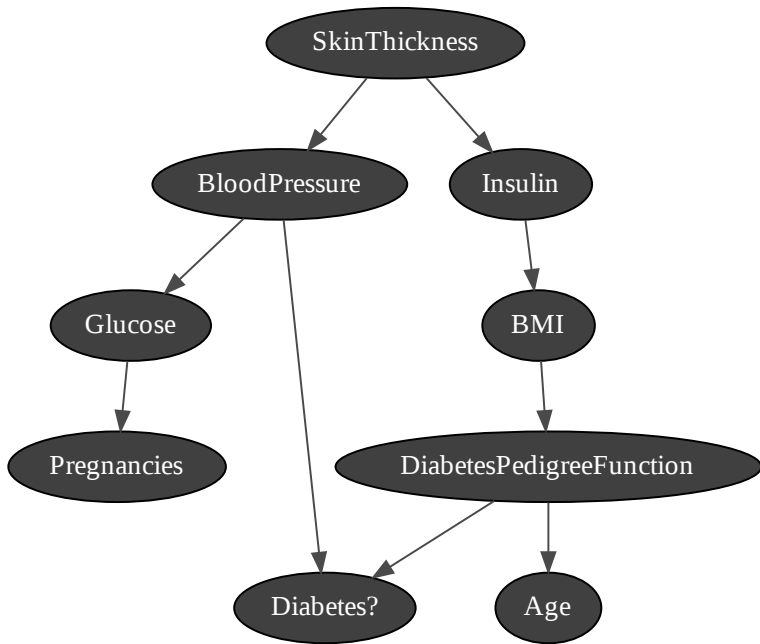 SkinThickness
BloodPressure
Insulin
Glucose
BMI
Pregnancies
DiabetesPedigreeFunction
Diabetes?
Age